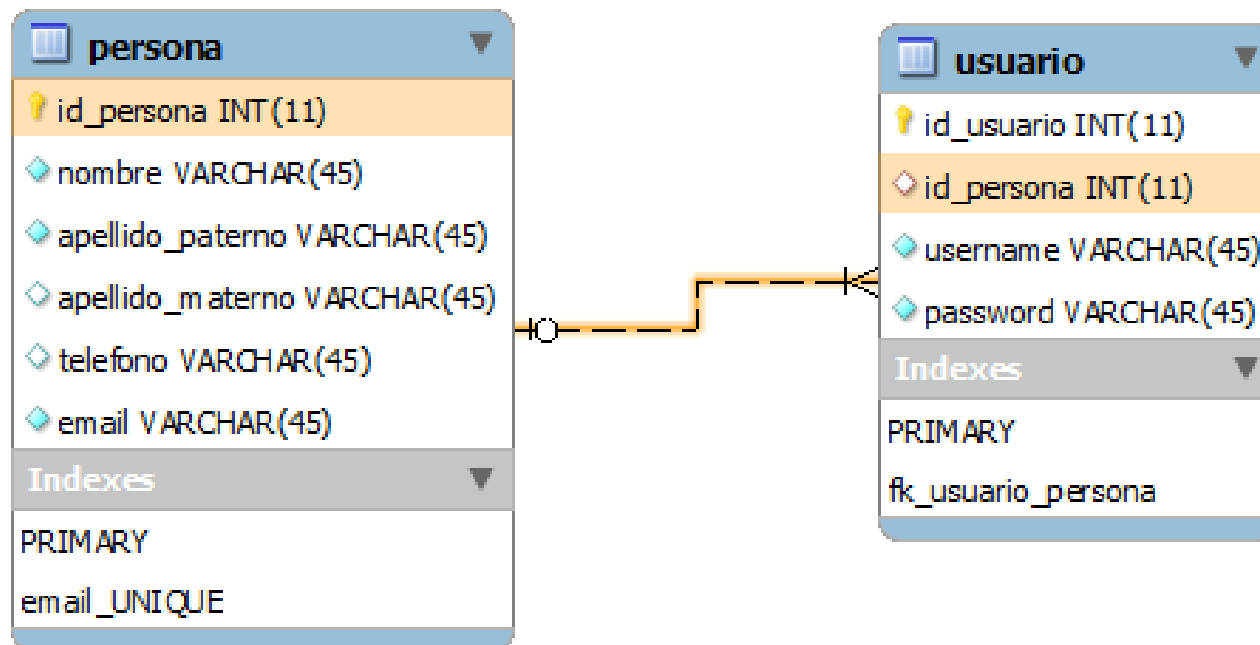 persona
id_persona INT(11)
nombre VARCHAR(45)
apellido_paterno VARCHAR(45)
apellido_materno VARCHAR(45)
telefono VARCHAR(45)
email VARCHAR(45)
Indexes
PRIMARY
email_UNIQUE
usuario
id_usuario INT(11)
id_persona INT(11)
username VARCHAR(45)
password VARCHAR(45)
Indexes
PRIMARY
fk_usuario_persona